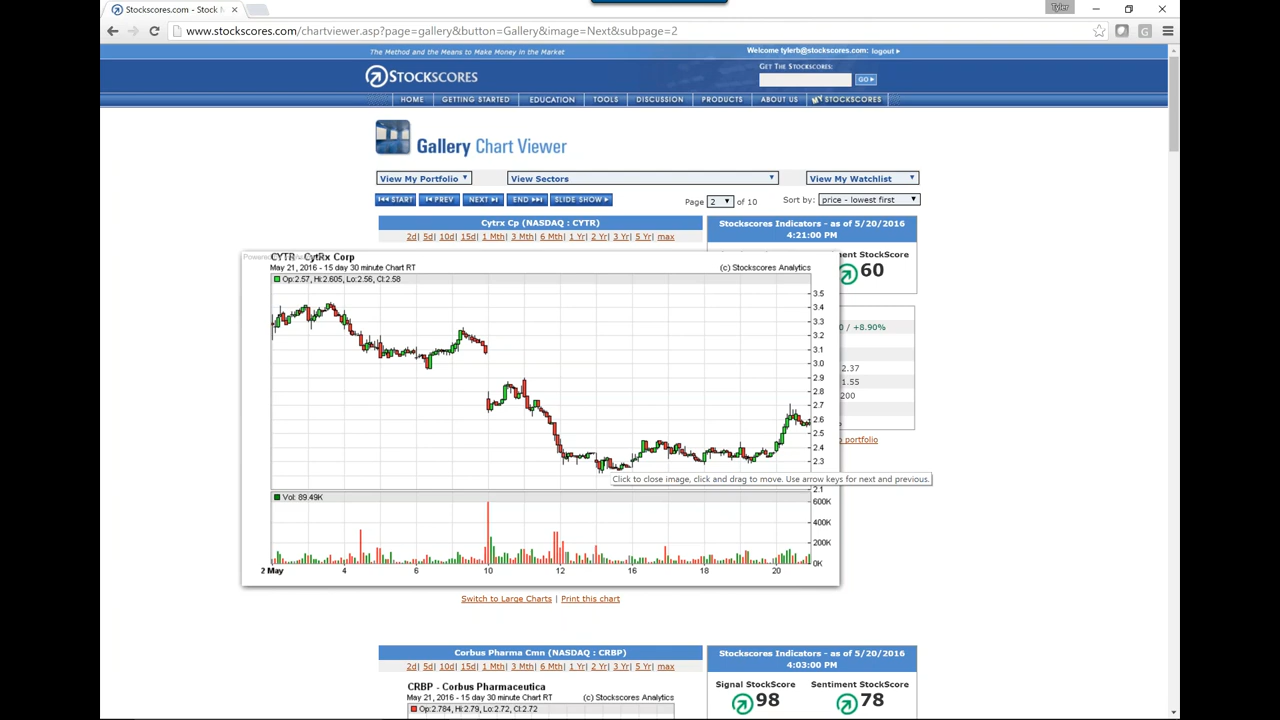 Stockscores.com - Stock M
Tyler
www.stockscores.com/chartviewer.asp?page=gallery&button=Gallery&image=Next&subpage=2
The Method and the Means to Make Money in the Market
Welcome tylerb@stockscores.com: logout
STOCKSCORES
GET THE STOCKSCORES:
GO
HOME
GETTING STARTED
EDUCATION
TOOLS
DISCUSSION
PRODUCTS
ABOUT US
MY STOCKSCORES
Gallery Chart Viewer
View My Portfolio
View Sectors
View My Watchlist
START
PREV
NEXT
END
SLIDE SHOW
Page 2 of 10
Sort by: price - lowest first
Cytrx Cp (NASDAQ : CYTR)
2d| 5d| 10d| 15d| 1 Mth| 3 Mth| 6 Mth| 1 Yr| 2 Yr| 3 Yr| 5 Yr| max
Stockscores Indicators - as of 5/20/2016
4:21:00 PM
ment StockScore
60
CYTR - CytRx Corp
May 21, 2016 - 15 day 30 minute Chart RT
(c) Stockscores Analytics
Op:2.57, Hi:2.605, Lo:2.56, Cl:2.58
3.5
3.4
3.3
3.2
3.1
3.0
2.9
2.8
2.7
2.6
2.5
2.4
2.3
2.1
0 / +8.90%
2.37
1.55
200
o portfolio
Click to close image, click and drag to move. Use arrow keys for next and previous.
Vol: 89.49K
600K
400K
200K
0K
2 May
4
6
8
10
12
14
16
18
20
Switch to Large Charts | Print this chart
Corbus Pharma Cmn (NASDAQ : CRBP)
2d| 5d| 10d| 15d| 1 Mth| 3 Mth| 6 Mth| 1 Yr| 2 Yr| 3 Yr| 5 Yr| max
CRBP - Corbus Pharmaceutica
May 21, 2016 - 15 day 30 minute Chart RT
(c) Stockscores Analytics
Op:2.784, Hi:2.79, Lo:2.72, Cl:2.72
Stockscores Indicators - as of 5/20/2016
4:03:00 PM
Signal StockScore
98
Sentiment StockScore
78